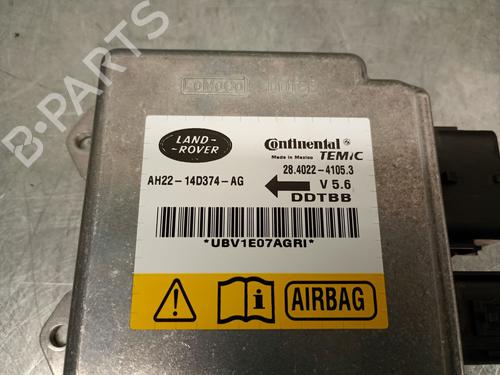 B-PARTS
LAND-
-ROVER
Continental
Made in Mexico TEMIC
AH22-14D374-AG
28.4022-4105.3
V 5.6
DDTBB
*UBV1E07AGRI*
AIRBAG